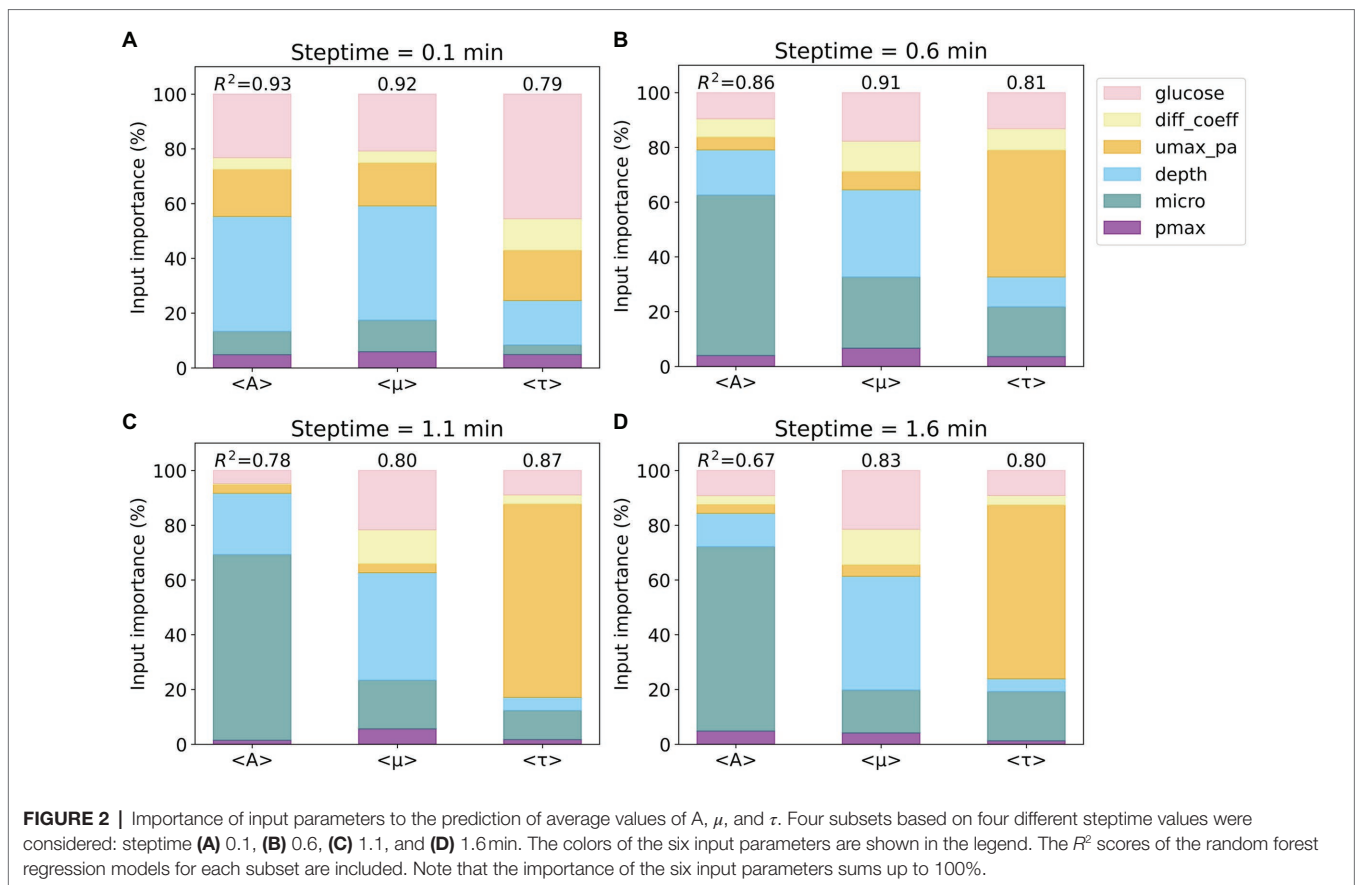 A
Steptime = 0.1 min
R²=0.93 0.92 0.79
Input importance (%)
100
80
60
40
20
0
<A> <μ> <τ>
B
Steptime = 0.6 min
R²=0.86 0.91 0.81
Input importance (%)
100
80
60
40
20
0
<A> <μ> <τ>
glucose
diff_coeff
umax_pa
depth
micro
pmax
C
Steptime = 1.1 min
R²=0.78 0.80 0.87
Input importance (%)
100
80
60
40
20
0
<A> <μ> <τ>
D
Steptime = 1.6 min
R²=0.67 0.83 0.80
Input importance (%)
100
80
60
40
20
0
<A> <μ> <τ>
FIGURE 2 | Importance of input parameters to the prediction of average values of A, μ, and τ. Four subsets based on four different steptime values were
considered: steptime (A) 0.1, (B) 0.6, (C) 1.1, and (D) 1.6 min. The colors of the six input parameters are shown in the legend. The R² scores of the random forest
regression models for each subset are included. Note that the importance of the six input parameters sums up to 100%.